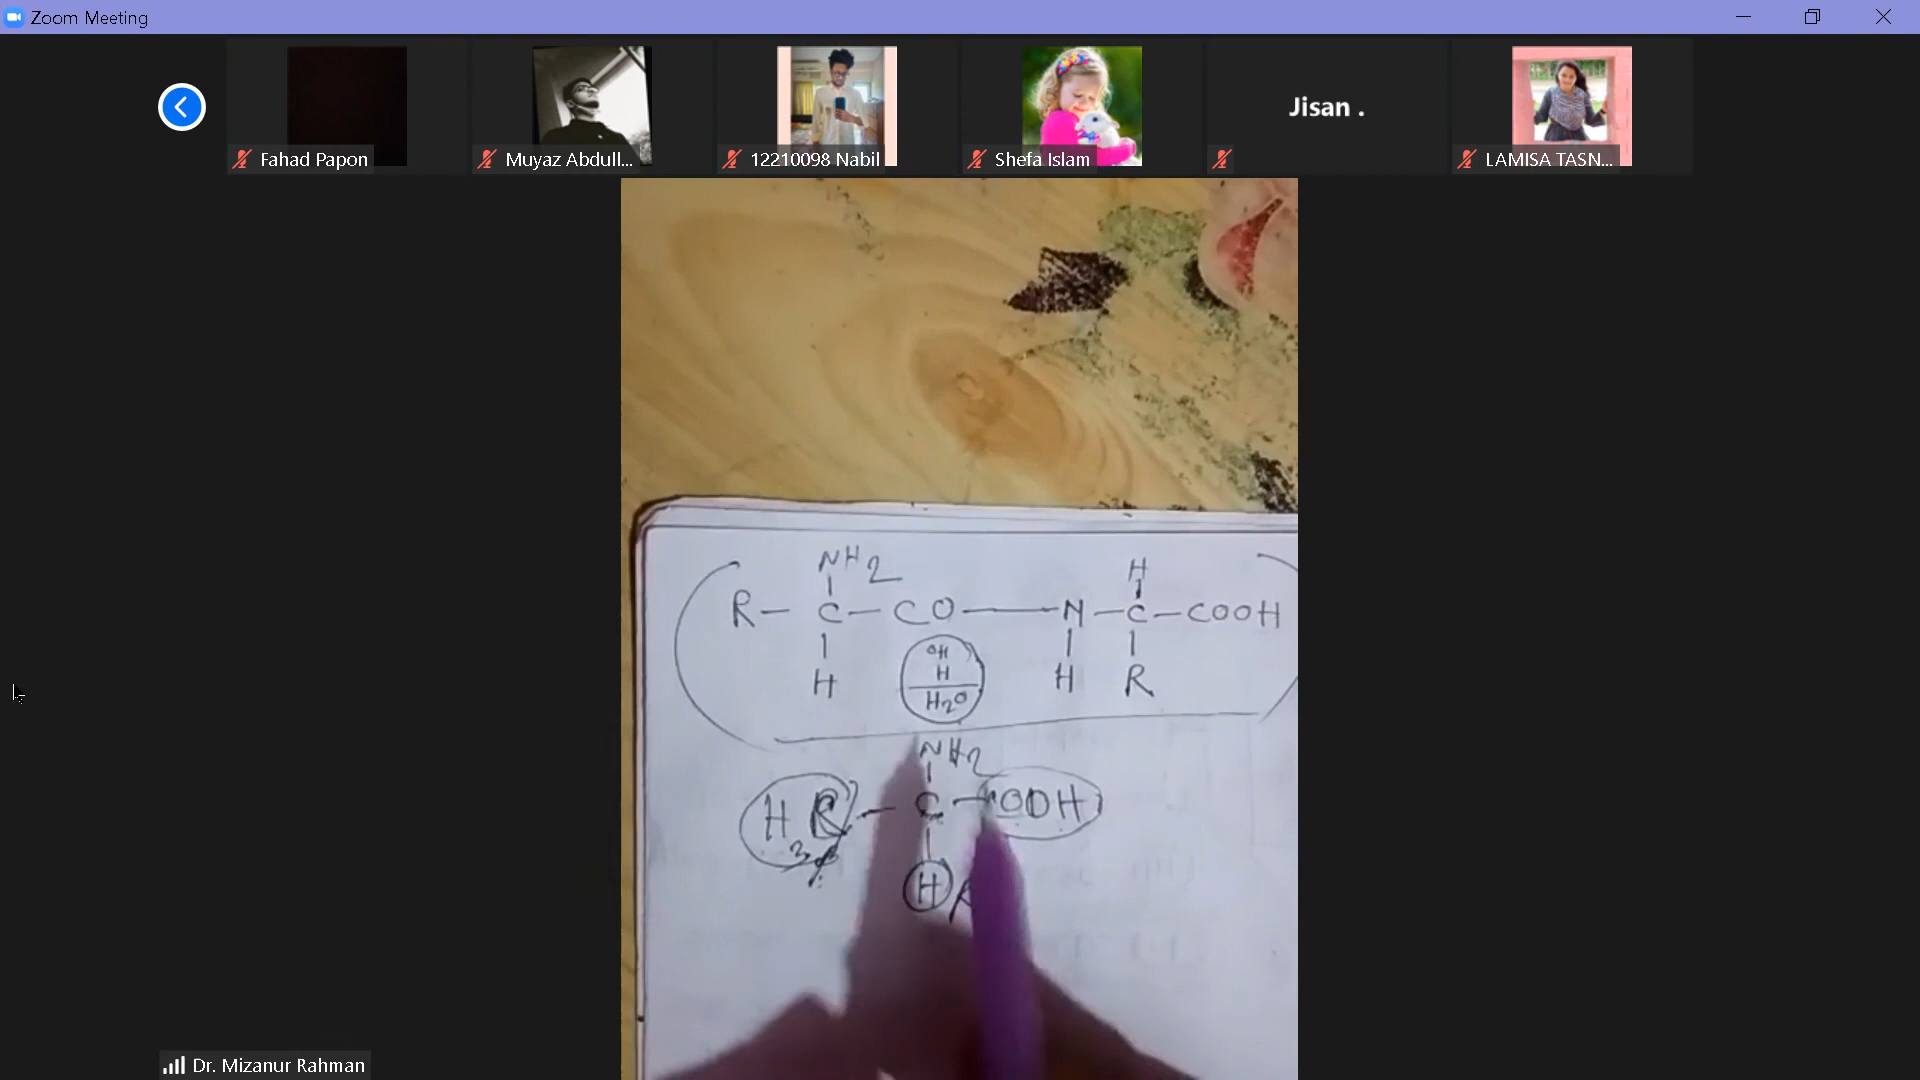 Zoom Meeting
Fahad Papon
Muyaz Abdull...
12210098 Nabil
Shefa Islam
Jisan .
LAMISA TASN...
NH2 H
R- C - CO — N - C - COOH
H H R
OH
H
H2O
NH2
H3C - C - COOH
H R
Dr. Mizanur Rahman